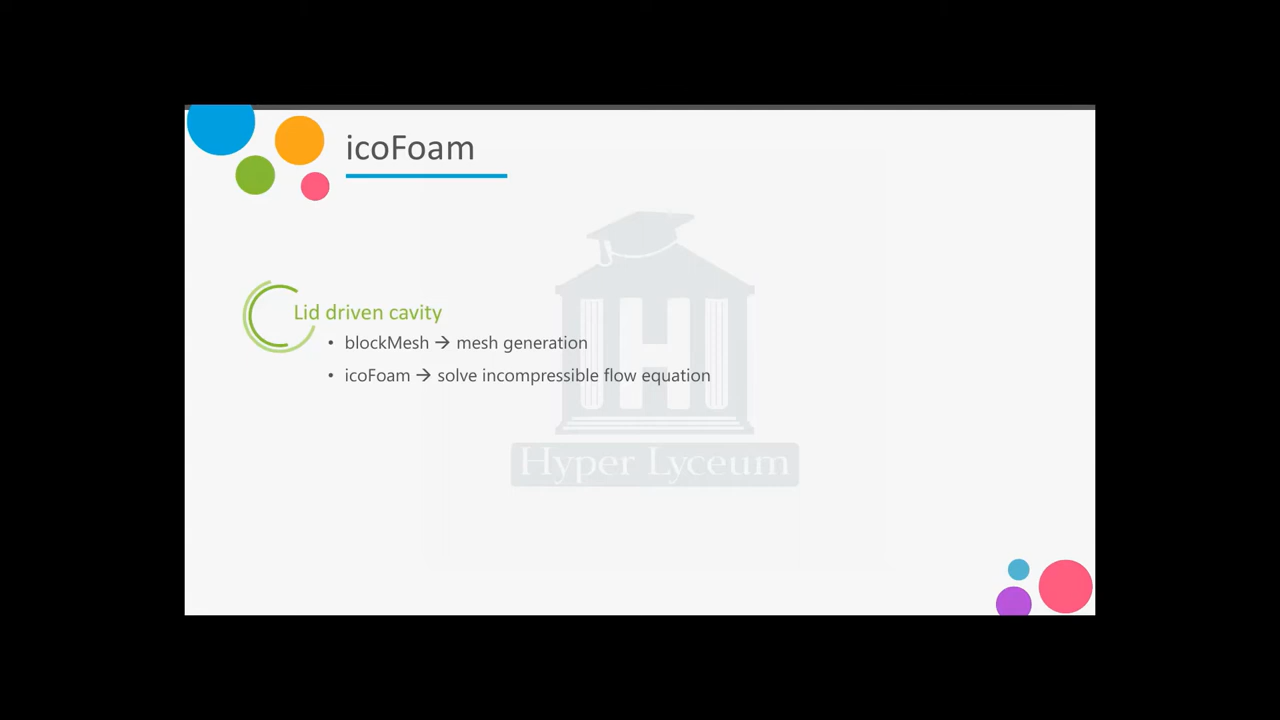 icoFoam
Lid driven cavity
• blockMesh → mesh generation
• icoFoam → solve incompressible flow equation
Hyper Lyceum